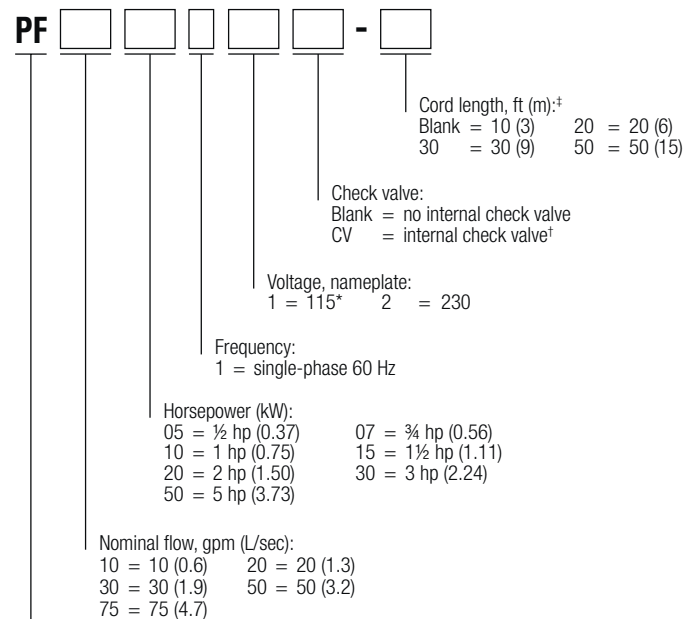 PF -
Cord length, ft (m):‡
Blank = 10 (3) 20 = 20 (6)
30 = 30 (9) 50 = 50 (15)
Check valve:
Blank = no internal check valve
CV = internal check valve†
Voltage, nameplate:
1 = 115* 2 = 230
Frequency:
1 = single-phase 60 Hz
Horsepower (kW):
05 = ½ hp (0.37) 07 = ¾ hp (0.56)
10 = 1 hp (0.75) 15 = 1½ hp (1.11)
20 = 2 hp (1.50) 30 = 3 hp (2.24)
50 = 5 hp (3.73)
Nominal flow, gpm (L/sec):
10 = 10 (0.6) 20 = 20 (1.3)
30 = 30 (1.9) 50 = 50 (3.2)
75 = 75 (4.7)